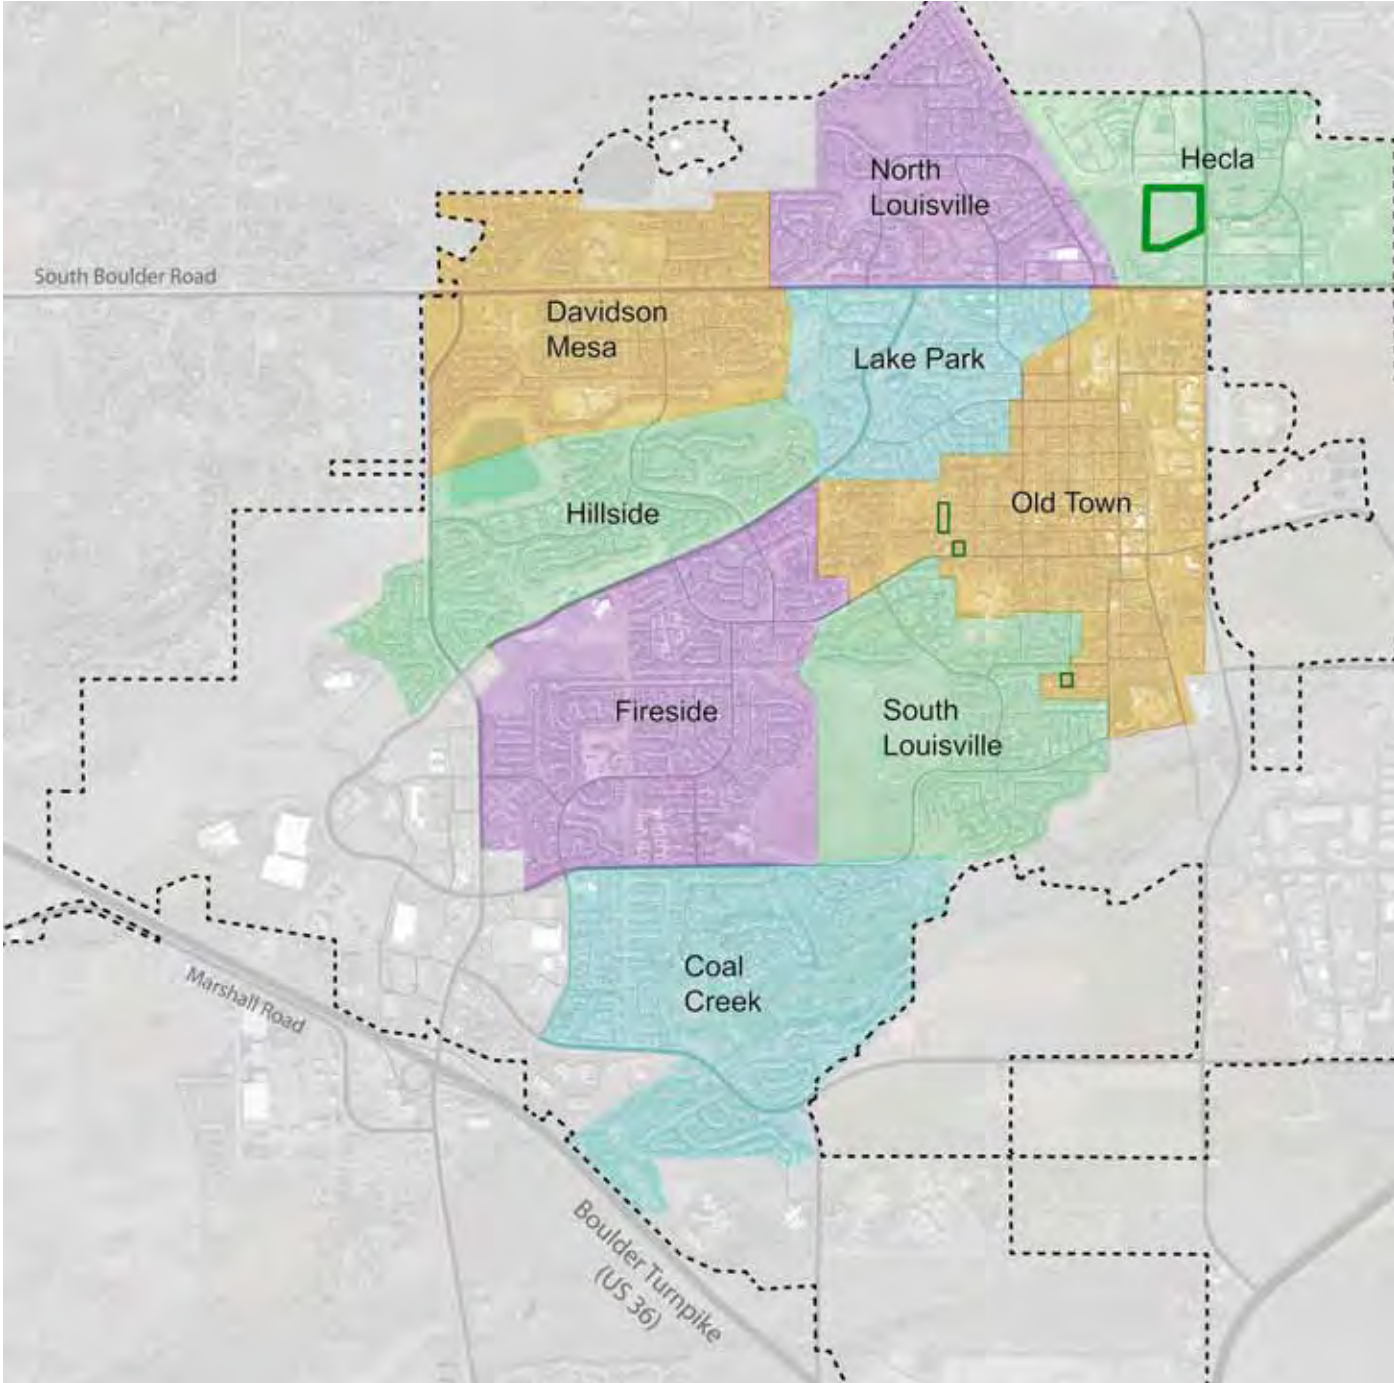 Hecla
North
Louisville
South Boulder Road
Davidson
Mesa
Lake Park
Old Town
Hillside
Fireside
South
Louisville
Coal
Creek
Marshall Road
Boulder Turnpike
(US 36)